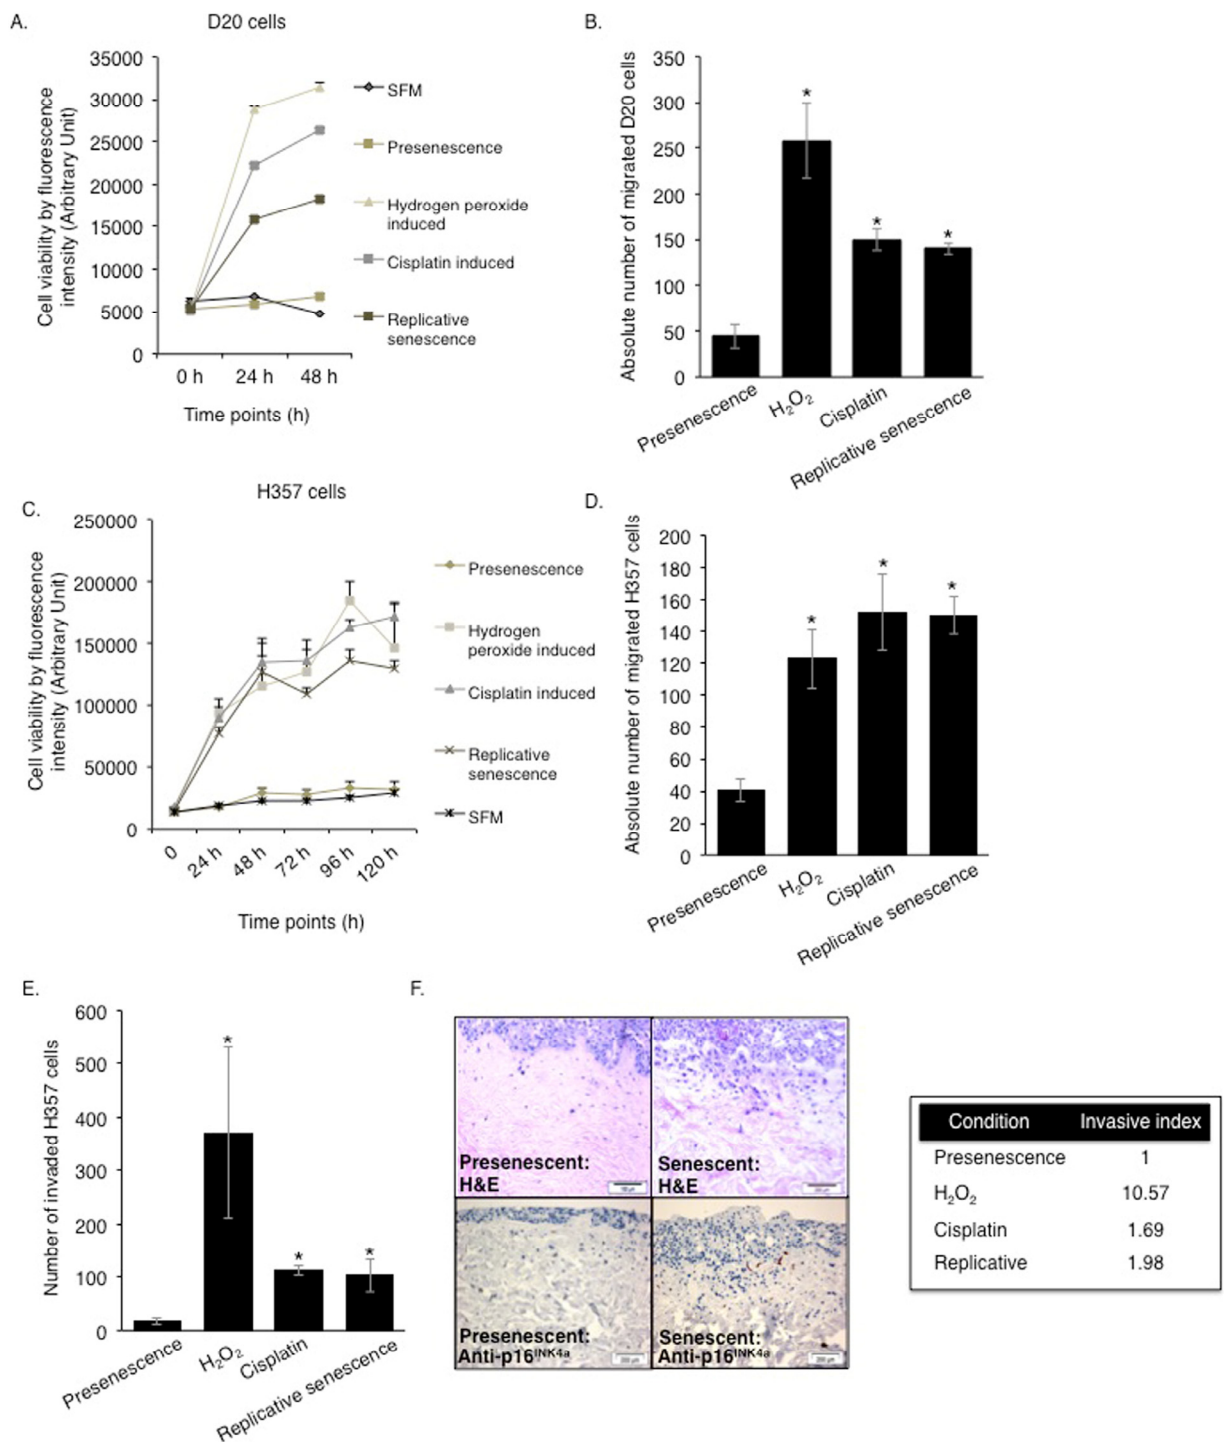 A.
D20 cells
Cell viability by fluorescence
intensity (Arbitrary Unit)
35000
30000
25000
20000
15000
10000
5000
0
0 h 24 h 48 h
Time points (h)
SFM
Presenescence
Hydrogen peroxide
induced
Cisplatin induced
Replicative
senescence
B.
Absolute number of migrated D20 cells
350
300
250
200
150
100
50
0
*
*
*
Presenescence
H₂O₂
Cisplatin
Replicative senescence
C.
H357 cells
Cell viability by fluorescence
intensity (Arbitrary Unit)
250000
200000
150000
100000
50000
0
0 24 h 48 h 72 h 96 h 120 h
Time points (h)
Presenescence
Hydrogen
peroxide induced
Cisplatin induced
Replicative
senescence
SFM
D.
Absolute number of migrated H357 cells
200
180
160
140
120
100
80
60
40
20
0
*
*
*
Presenescence
H₂O₂
Cisplatin
Replicative senescence
E.
Number of invaded H357 cells
600
500
400
300
200
100
0
*
*
*
Presenescence
H₂O₂
Cisplatin
Replicative senescence
F.
Presenescent:
H&E
Senescent:
H&E
Presenescent:
Anti-p16INK4a
Senescent:
Anti-p16INK4a
Condition Invasive index
Presenescence 1
H₂O₂ 10.57
Cisplatin 1.69
Replicative 1.98